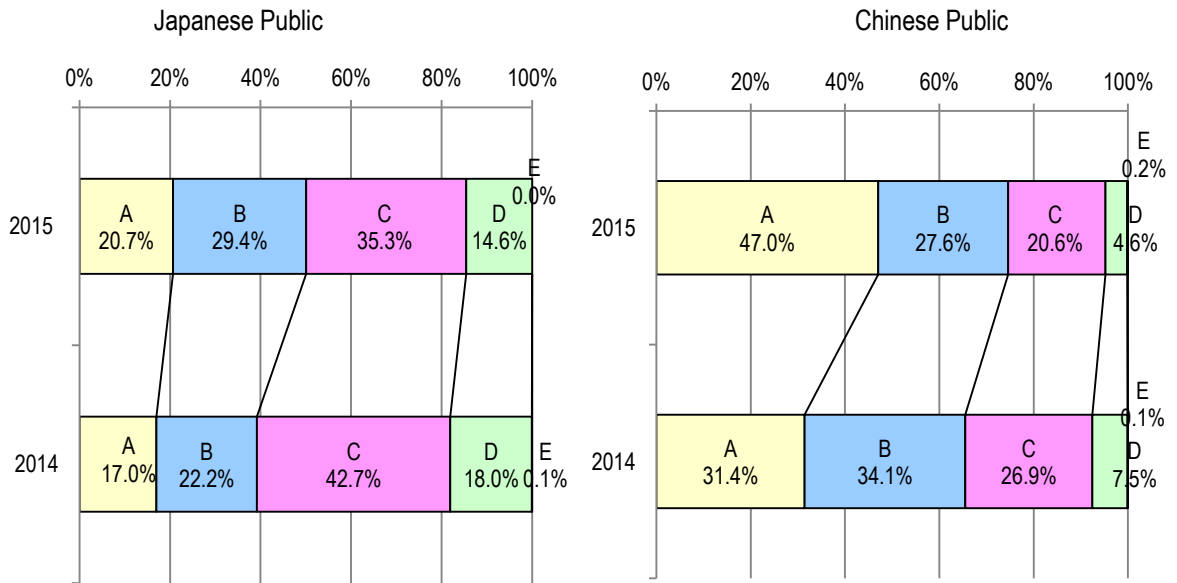 Japanese Public
0% 20% 40% 60% 80% 100%
2015
A
20.7%
B
29.4%
C
35.3%
D
14.6%
E
0.0%
2014
A
17.0%
B
22.2%
C
42.7%
D
18.0%
E
0.1%
Chinese Public
0% 20% 40% 60% 80% 100%
2015
A
47.0%
B
27.6%
C
20.6%
D
4.6%
E
0.2%
2014
A
31.4%
B
34.1%
C
26.9%
D
7.5%
E
0.1%